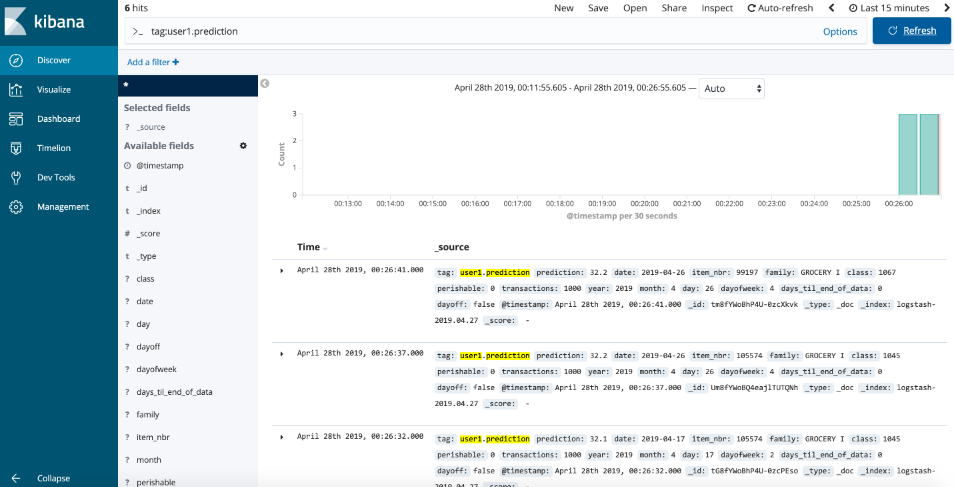 kibana
Discover
Visualize
Dashboard
Timelion
Dev Tools
Management
Collapse
6 hits
New Save Open Share Inspect Auto-refresh Last 15 minutes
>_ tag:user1.prediction Options Refresh
Add a filter +
*
Selected fields
? _source
Available fields
@timestamp
t _id
t _index
# _score
t _type
? class
? date
? day
? dayoff
? dayofweek
? days_til_end_of_data
? family
? item_nbr
? month
? perishable
April 28th 2019, 00:11:55.605 - April 28th 2019, 00:26:55.605 — Auto
Count
3
2
1
0
00:13:00 00:14:00 00:15:00 00:16:00 00:17:00 00:18:00 00:19:00 00:20:00 00:21:00 00:22:00 00:23:00 00:24:00 00:25:00 00:26:00
@timestamp per 30 seconds
Time _source
April 28th 2019, 00:26:41.000 tag: user1.prediction prediction: 32.2 date: 2019-04-26 item_nbr: 99197 family: GROCERY I class: 1067
perishable: 0 transactions: 1000 year: 2019 month: 4 day: 26 dayofweek: 4 days_til_end_of_data: 0
dayoff: false @timestamp: April 28th 2019, 00:26:41.000 _id: tm8fYWoBhP4U-0zcXkvk _type: _doc _index: logstash-
2019.04.27 _score: -
April 28th 2019, 00:26:37.000 tag: user1.prediction prediction: 32.2 date: 2019-04-26 item_nbr: 105574 family: GROCERY I class: 1045
perishable: 0 transactions: 1000 year: 2019 month: 4 day: 26 dayofweek: 4 days_til_end_of_data: 0
dayoff: false @timestamp: April 28th 2019, 00:26:37.000 _id: Um8fYWoBQ4eajlTUTQNh _type: _doc _index: logstash-
2019.04.27 _score: -
April 28th 2019, 00:26:32.000 tag: user1.prediction prediction: 32.1 date: 2019-04-17 item_nbr: 105574 family: GROCERY I class: 1045
perishable: 0 transactions: 1000 year: 2019 month: 4 day: 17 dayofweek: 2 days_til_end_of_data: 0
dayoff: false @timestamp: April 28th 2019, 00:26:32.000 _id: tG8fYWoBhP4U-0zcPEso _type: _doc _index: logstash-
2019.04.27 _score: -